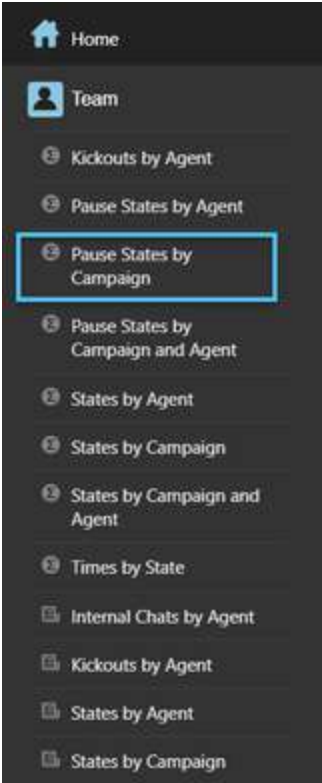 Home
Team
Kickouts by Agent
Pause States by Agent
Pause States by
Campaign
Pause States by
Campaign and Agent
States by Agent
States by Campaign
States by Campaign and
Agent
Times by State
Internal Chats by Agent
Kickouts by Agent
States by Agent
States by Campaign